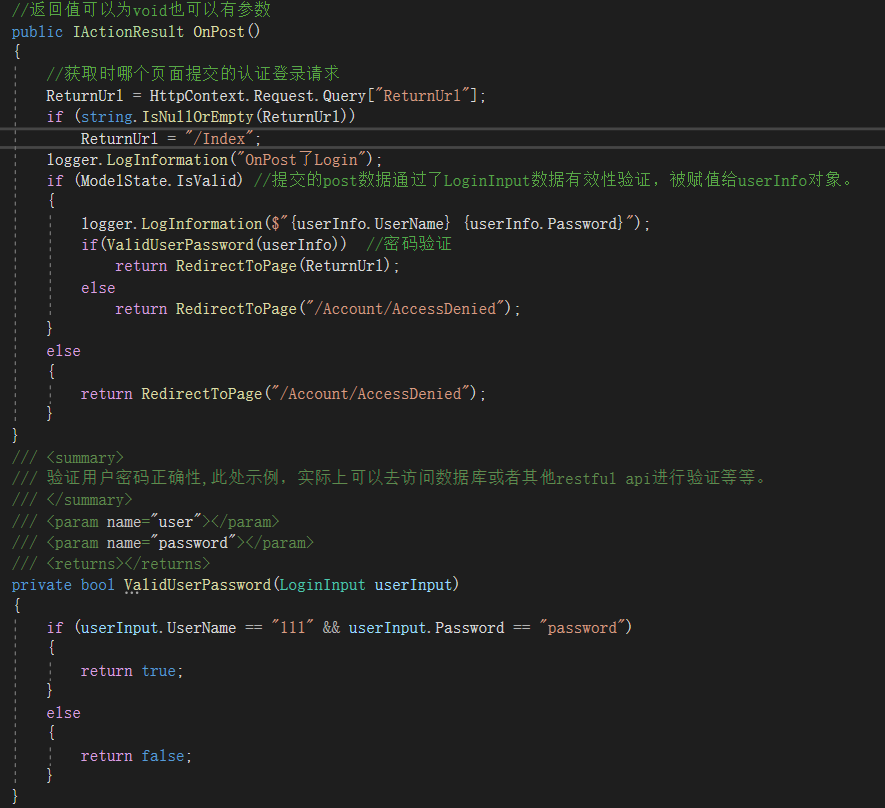 //返回值可以为void也可以有参数
public IActionResult OnPost()
{
    //获取时哪个页面提交的认证登录请求
    ReturnUrl = HttpContext.Request.Query["ReturnUrl"];
    if (string.IsNullOrEmpty(ReturnUrl))
        ReturnUrl = "/Index";
    logger.LogInformation("OnPost了Login");
    if (ModelState.IsValid) //提交的post数据通过了LoginInput数据有效性验证，被赋值给userInfo对象。
    {
        logger.LogInformation($"{userInfo.UserName} {userInfo.Password}");
        if(ValidUserPassword(userInfo))  //密码验证
            return RedirectToPage(ReturnUrl);
        else
            return RedirectToPage("/Account/AccessDenied");
    }
    else
    {
        return RedirectToPage("/Account/AccessDenied");
    }
}
/// <summary>
/// 验证用户密码正确性,此处示例，实际上可以去访问数据库或者其他restful api进行验证等等。
/// </summary>
/// <param name="user"></param>
/// <param name="password"></param>
/// <returns></returns>
private bool ValidUserPassword(LoginInput userInput)
{
    if (userInput.UserName == "111" && userInput.Password == "password")
    {
        return true;
    }
    else
    {
        return false;
    }
}